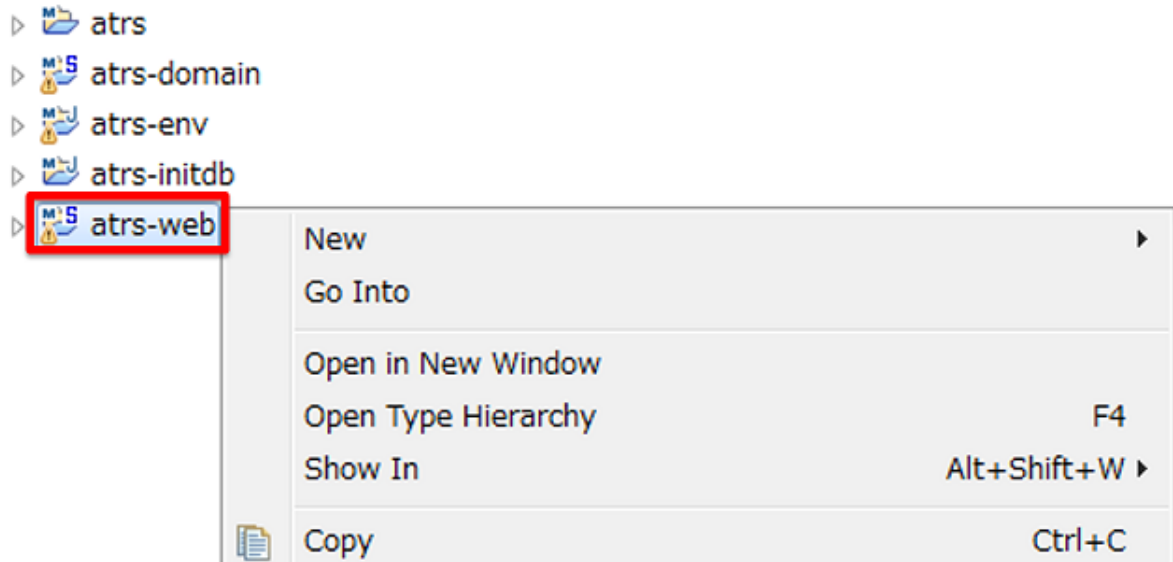 atrs
atrs-domain
atrs-env
atrs-initdb
atrs-web
New
Go Into
Open in New Window
Open Type Hierarchy F4
Show In Alt+Shift+W
Copy Ctrl+C